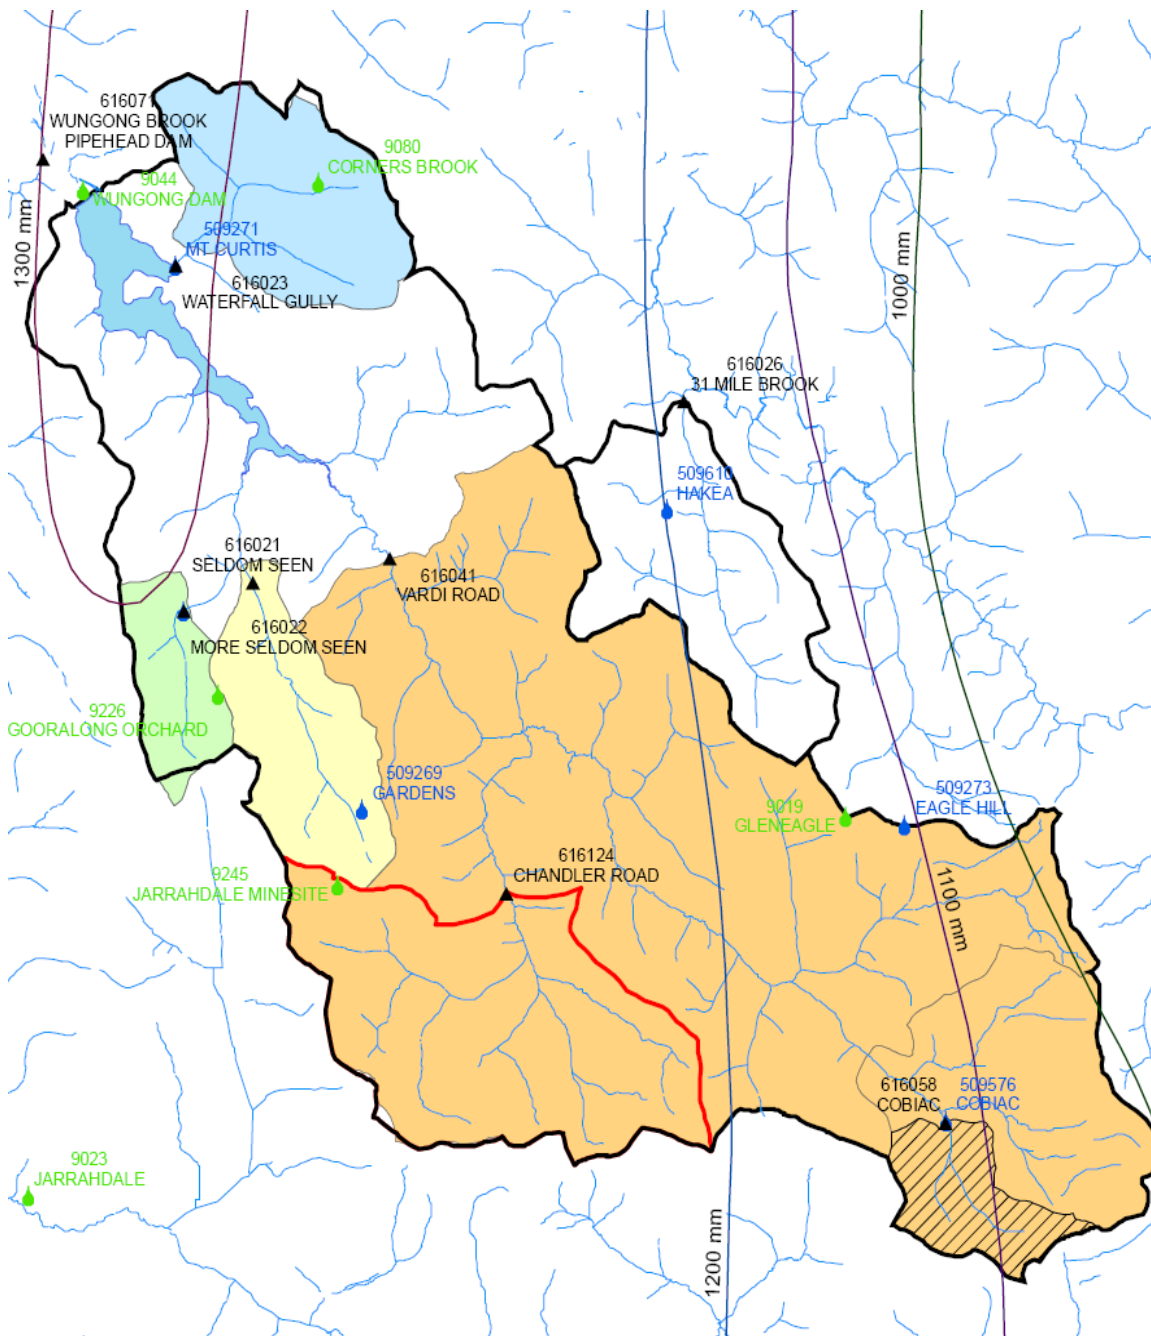 616071
WUNGONG BROOK
PIPEHEAD DAM
9080
CORNERS BROOK
9044
WUNGONG DAM
1300 mm
509271
MT CURTIS
616023
WATERFALL GULLY
1000 mm
616026
31 MILE BROOK
509610
HAKEA
616021
SELDOM SEEN
616041
VARDI ROAD
616022
MORE SELDOM SEEN
9226
GOORALONG ORCHARD
509269
GARDENS
509273
EAGLE HILL
9019
GLENEAGLE
616124
CHANDLER ROAD
9245
JARRAHDALE MINESITE
1100 mm
616058
COBIAC
509576
COBIAC
9023
JARRAHDALE
1200 mm